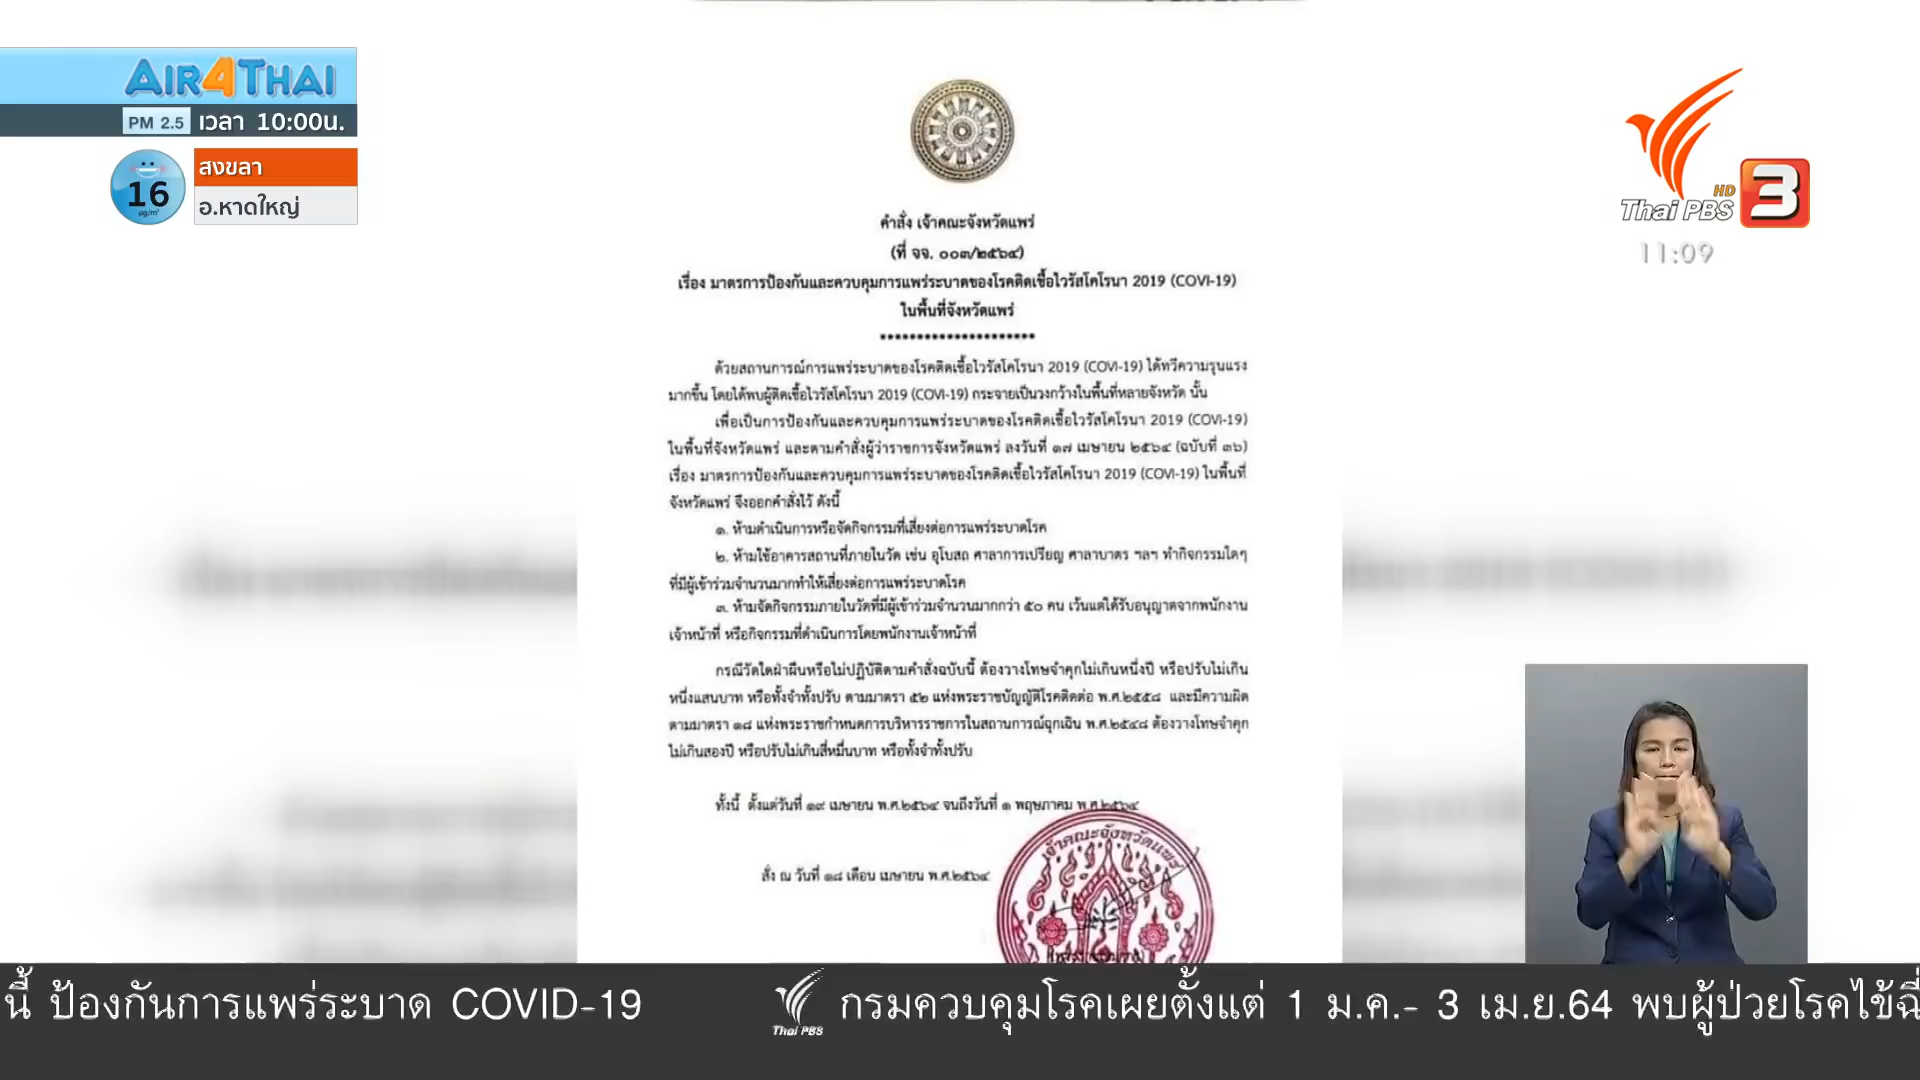 AIR4THAI
PM 2.5 เวลา 10:00น.
16
µg/m³
สงขลา
อ.หาดใหญ่
HD
Thai PBS 3
11:09
คำสั่ง เจ้าคณะจังหวัดแพร่
(ที่ จจ. ๐๐๓/๒๕๖๔)
เรื่อง มาตรการป้องกันและควบคุมการแพร่ระบาดของโรคติดเชื้อไวรัสโคโรนา 2019 (COVI-19)
ในพื้นที่จังหวัดแพร่
*********************
ด้วยสถานการณ์การแพร่ระบาดของโรคติดเชื้อไวรัสโคโรนา 2019 (COVI-19) ได้ทวีความรุนแรง
มากขึ้น โดยได้พบผู้ติดเชื้อไวรัสโคโรนา 2019 (COVI-19) กระจายเป็นวงกว้างในพื้นที่หลายจังหวัด นั้น
เพื่อเป็นการป้องกันและควบคุมการแพร่ระบาดของโรคติดเชื้อไวรัสโคโรนา 2019 (COVI-19)
ในพื้นที่จังหวัดแพร่ และตามคำสั่งผู้ว่าราชการจังหวัดแพร่ ลงวันที่ ๑๗ เมษายน ๒๕๖๔ (ฉบับที่ ๓๖)
เรื่อง มาตรการป้องกันและควบคุมการแพร่ระบาดของโรคติดเชื้อไวรัสโคโรนา 2019 (COVI-19) ในพื้นที่
จังหวัดแพร่ จึงออกคำสั่งไว้ ดังนี้
๑. ห้ามดำเนินการหรือจัดกิจกรรมที่เสี่ยงต่อการแพร่ระบาดโรค
๒. ห้ามใช้อาคารสถานที่ภายในวัด เช่น อุโบสถ ศาลาการเปรียญ ศาลาบาตร ฯลฯ ทำกิจกรรมใดๆ
ที่มีผู้เข้าร่วมจำนวนมากทำให้เสี่ยงต่อการแพร่ระบาดโรค
๓. ห้ามจัดกิจกรรมภายในวัดที่มีผู้เข้าร่วมจำนวนมากกว่า ๕๐ คน เว้นแต่ได้รับอนุญาตจากพนักงาน
เจ้าหน้าที่ หรือกิจกรรมที่ดำเนินการโดยพนักงานเจ้าหน้าที่
กรณีวัดใดฝ่าฝืนหรือไม่ปฏิบัติตามคำสั่งฉบับนี้ ต้องวางโทษจำคุกไม่เกินหนึ่งปี หรือปรับไม่เกิน
หนึ่งแสนบาท หรือทั้งจำทั้งปรับ ตามมาตรา ๕๒ แห่งพระราชบัญญัติโรคติดต่อ พ.ศ.๒๕๕๘ และมีความผิด
ตามมาตรา ๑๘ แห่งพระราชกำหนดการบริหารราชการในสถานการณ์ฉุกเฉิน พ.ศ.๒๕๔๘ ต้องวางโทษจำคุก
ไม่เกินสองปี หรือปรับไม่เกินสี่หมื่นบาท หรือทั้งจำทั้งปรับ
ทั้งนี้ ตั้งแต่วันที่ ๑๙ เมษายน พ.ศ.๒๕๖๔ จนถึงวันที่ ๑ พฤษภาคม พ.ศ.๒๕๖๔
สั่ง ณ วันที่ ๑๘ เดือน เมษายน พ.ศ.๒๕๖๔
เจ้าคณะจังหวัดแพร่
นี้ ป้องกันการแพร่ระบาด COVID-19 Thai PBS กรมควบคุมโรคเผยตั้งแต่ 1 ม.ค.- 3 เม.ย.64 พบผู้ป่วยโรคไข้ฉี่